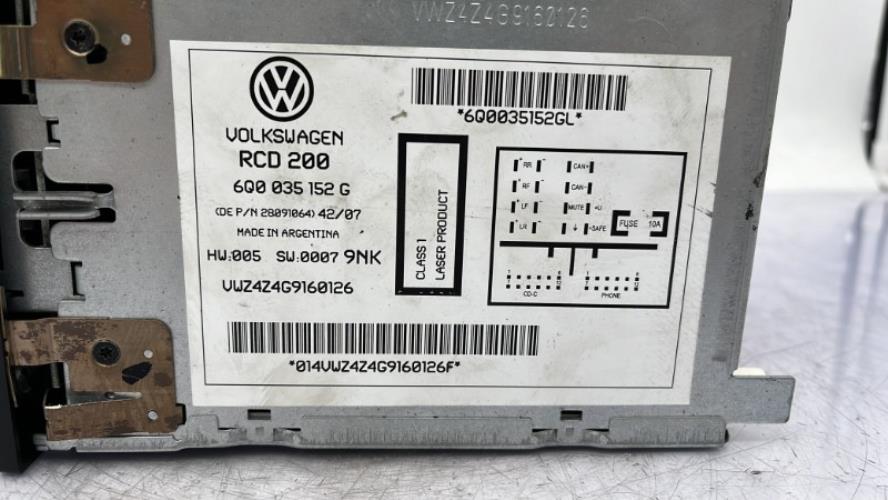 VWZ4Z4G9160126
*6Q0035152GL*
VOLKSWAGEN
RCD 200
6Q0 035 152 G
(DE P/N 28091064) 42/07
MADE IN ARGENTINA
HW:005 SW:0007 9NK
VWZ4Z4G9160126
*014VWZ4Z4G9160126F*
CLASS 1
LASER PRODUCT
+ RR - CAN+
+ RF - CAN-
+ LF - MUTE +U
+ LR - +SAFE
FUSE 10A
CD-C
PHONE